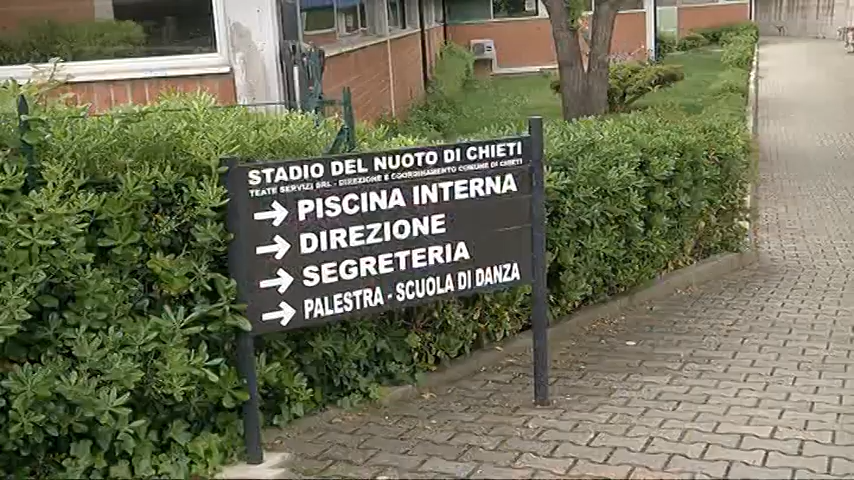 STADIO DEL NUOTO DI CHIETI
TEATE SERVIZI SRL - DIREZIONE E COORDINAMENTO COMUNE DI CHIETI
PISCINA INTERNA
DIREZIONE
SEGRETERIA
PALESTRA - SCUOLA DI DANZA